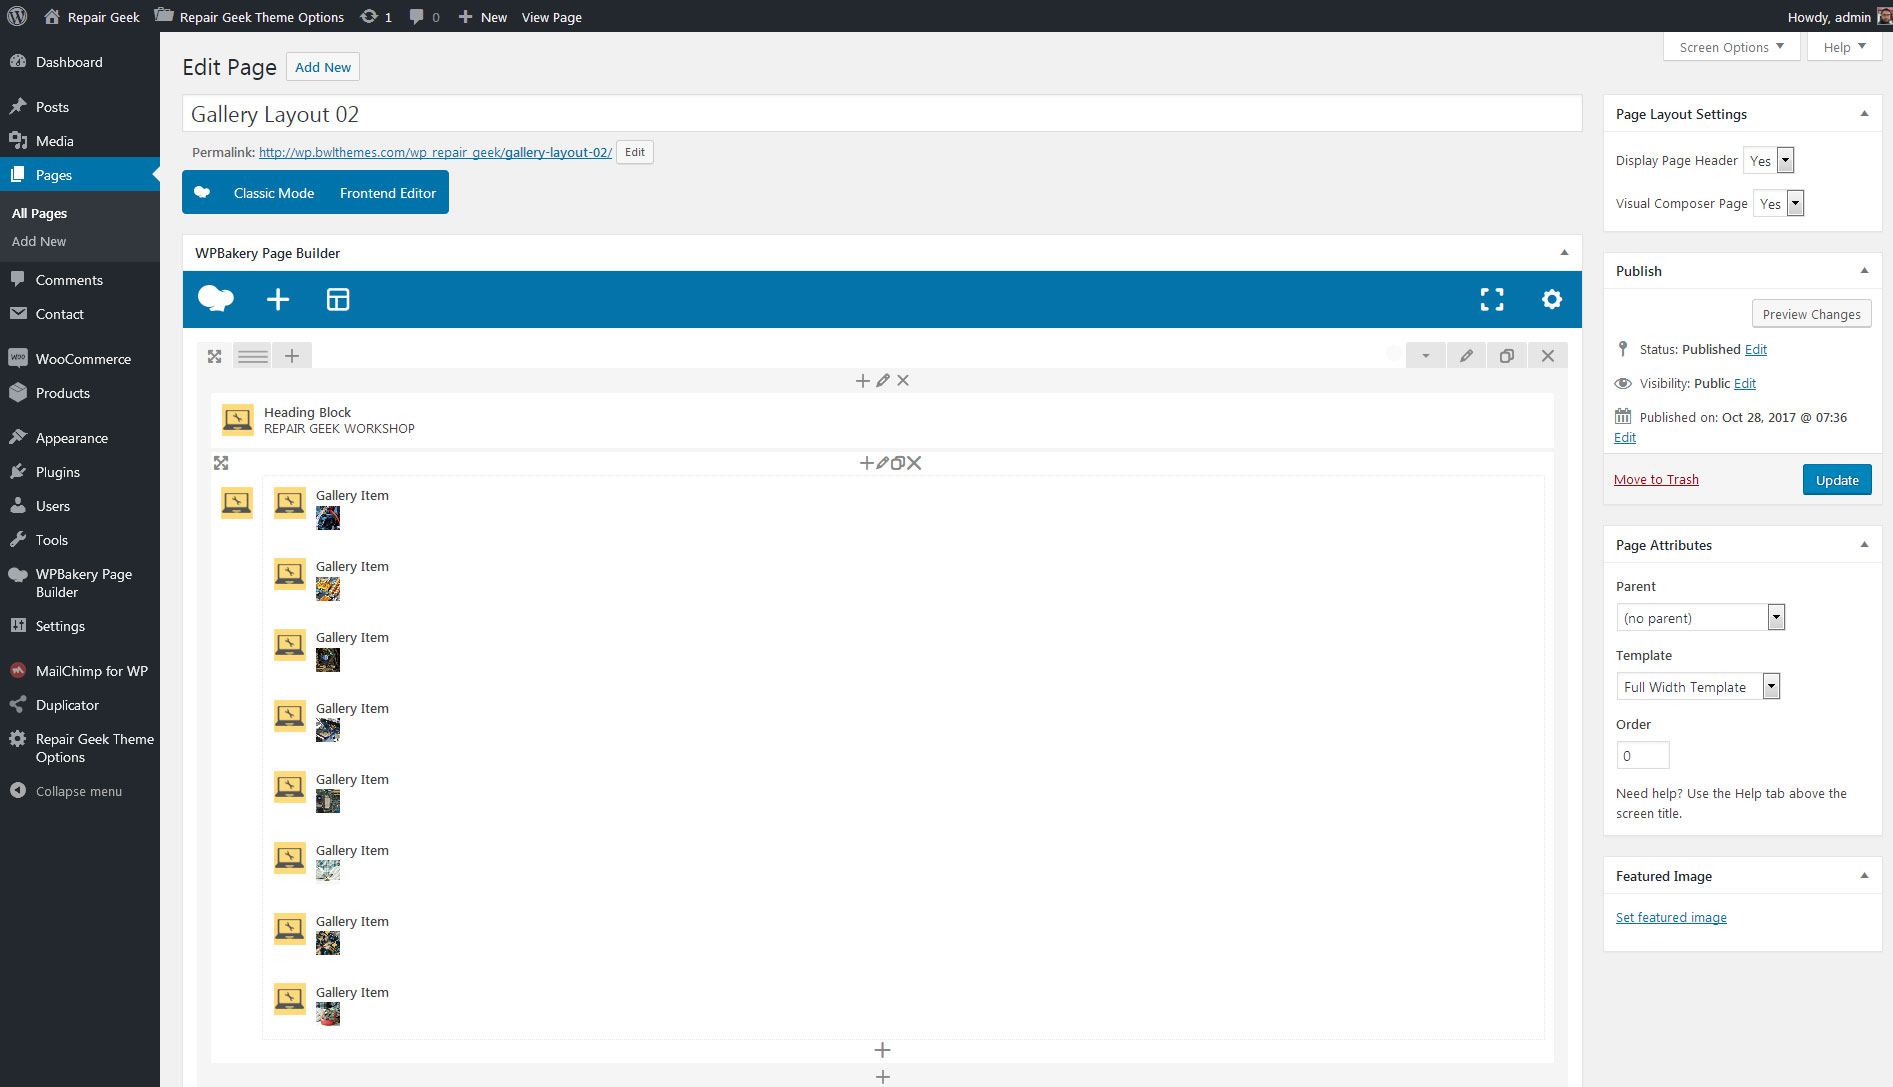 Repair Geek
Repair Geek Theme Options
1
0
New
View Page
Howdy, admin
Dashboard
Posts
Media
Pages
All Pages
Add New
Comments
Contact
WOO
WooCommerce
Products
Appearance
Plugins
Users
Tools
WPBakery Page
Builder
Settings
MailChimp for WP
Duplicator
Repair Geek Theme
Options
Collapse menu
Screen Options
Help
Edit Page
Add New
Gallery Layout 02
Permalink: http://wp.bwlthemes.com/wp_repair_geek/gallery-layout-02/
Edit
Classic Mode
Frontend Editor
WPBakery Page Builder
Heading Block
REPAIR GEEK WORKSHOP
Gallery Item
Gallery Item
Gallery Item
Gallery Item
Gallery Item
Gallery Item
Gallery Item
Gallery Item
Page Layout Settings
Display Page Header Yes
Visual Composer Page Yes
Publish
Preview Changes
Status: Published Edit
Visibility: Public Edit
Published on: Oct 28, 2017 @ 07:36
Edit
Move to Trash
Update
Page Attributes
Parent
(no parent)
Template
Full Width Template
Order
0
Need help? Use the Help tab above the
screen title.
Featured Image
Set featured image